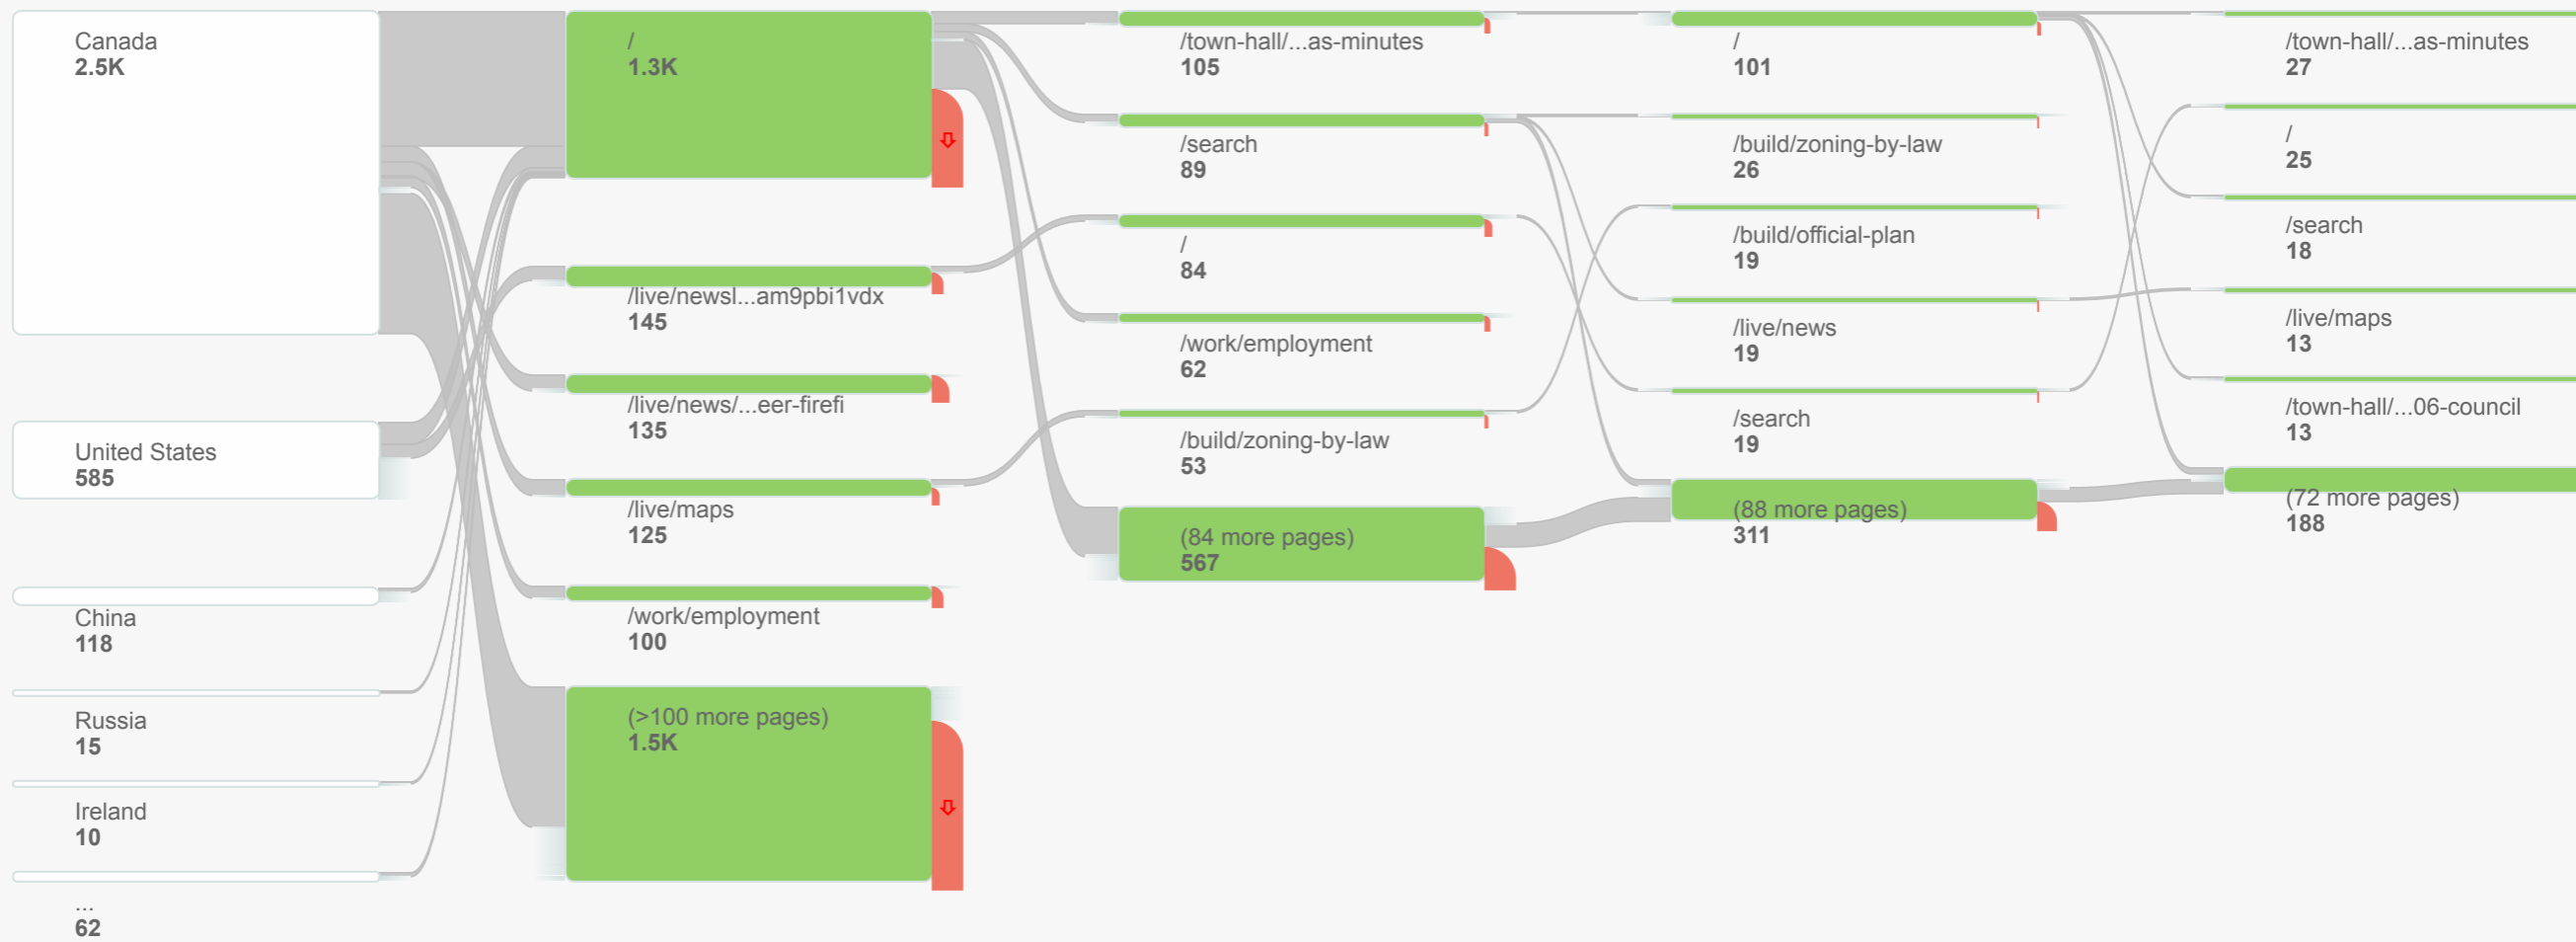 Canada
2.5K
United States
585
China
118
Russia
15
Ireland
10
...
62
/
1.3K
/live/newsl...am9pbi1vdx
145
/live/news/...eer-firefi
135
/live/maps
125
/work/employment
100
(>100 more pages)
1.5K
/town-hall/...as-minutes
105
/search
89
/
84
/work/employment
62
/build/zoning-by-law
53
(84 more pages)
567
/
101
/build/zoning-by-law
26
/build/official-plan
19
/live/news
19
/search
19
(88 more pages)
311
/town-hall/...as-minutes
27
/
25
/search
18
/live/maps
13
/town-hall/...06-council
13
(72 more pages)
188